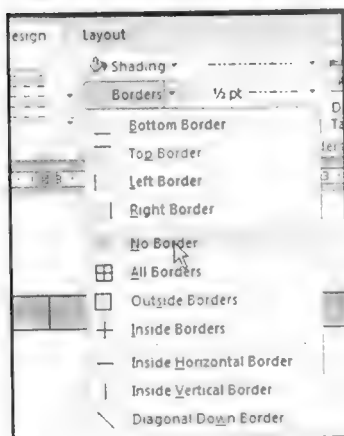 esign Layout
Shading
Borders ½ pt
Bottom Border
Top Border
Left Border
Right Border
No Border
All Borders
Outside Borders
Inside Borders
Inside Horizontal Border
Inside Vertical Border
Diagonal Down Border